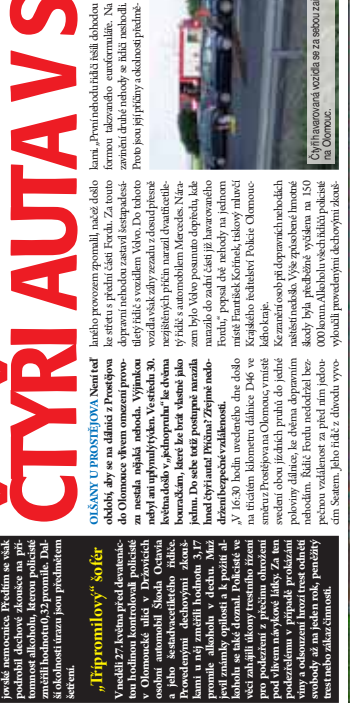 jovské nemocnice. Předtím se však
podrobil dechové zkonisce na pří-
tomnost alkoholu, kterou policisté
změřili hodnotu 0,32 promile. Dal-
ší okolnosti úrazu jsou předmětem
šetření.
„Třípromilový“ šofér
V neděli 27. května před devatenác-
tou hodinou kontrolovali policisté
v Olomoucké ulici v Držovicích
osobní automobil Škoda Octavia
a jeho šestadvacetiletého řidiče.
Provedenými dechovými zkouš-
kami u něj změřili hodnotu 3,17
promile alkoholu v dechu. Muž
jevil známky opilosti a k požití al-
koholu se také doznal. Policisté ve
věci zahájili úkony trestního řízení
pro podezření z přečinu ohrožení
pod vlivem návykové látky. Za ten
podezřelému v případě prokázání
viny a odsouzení hrozí trest odnětí
svobody až na jeden rok, peněžitý
trest nebo zákaz činnosti.
ČTYŘI AUTA V S
OLŠANY U PROSTĚJOVA Není teď
období, aby se na dálnici z Prostějova
do Olomouce vlivem omezení provo-
zu nestala nějaká nehoda. Výjimkou
nebyl ani uplynulý týden. Ve středu 30.
května došlo v „jednopruhu“ ke dvěma
bouračkám, které lze brát vlastně jako
jednu. Do sebe totiž postupně narazila
hned čtyři auta! Příčina? Zřejmě nedo-
držení bezpečné vzdálenosti.
„V 16:30 hodin uvedeného dne došlo
na třicátém kilometru dálnice D46 ve
směru z Prostějova na Olomouc, v místě
svedení obou jízdních pruhů do jedné
poloviny dálnice, ke dvěma dopravním
nehodám. Řidič Fordu nedodržel bez-
pečnou vzdálenost za před ním jedou-
cím Seatem. Jeho řidič z důvodu vyvo-
laného provozem zpomalil, načež došlo
ke střetu s přední částí Fordu. Za touto
dopravní nehodou zastavil šestapadesá-
tiletý řidič s vozidlem Volvo. Do tohoto
vozidla však záhy zezadu z dosud přesně
nezjištěných příčin narazil dvaatřicetile-
tý řidič s automobilem Mercedes. Nára-
zem bylo Volvo posunuto dopředu, kde
narazilo do zadní části již havarovaného
Fordu,“ popsal dvě nehody na jednom
místě František Kořínek, tiskový mluvčí
Krajského ředitelství Policie Olomouc-
kého kraje.
Ke zranění osob při dopravních nehodách
naštěstí nedošlo. Výše způsobené hmotné
škody byla předběžně vyčíslena na 150
000 korun. Alkohol u všech řidičů policisté
vyloučili provedenými dechovými zkouš-
kami. „První nehodu řidiči řešili dohodou
formou takzvaného euroformuláře. Na
zavinění druhé nehody se řidiči neshodli.
Proto jsou její příčiny a okolnosti předmě-
Čtyři havarovaná vozidla se za sebou za
na Olomouc.